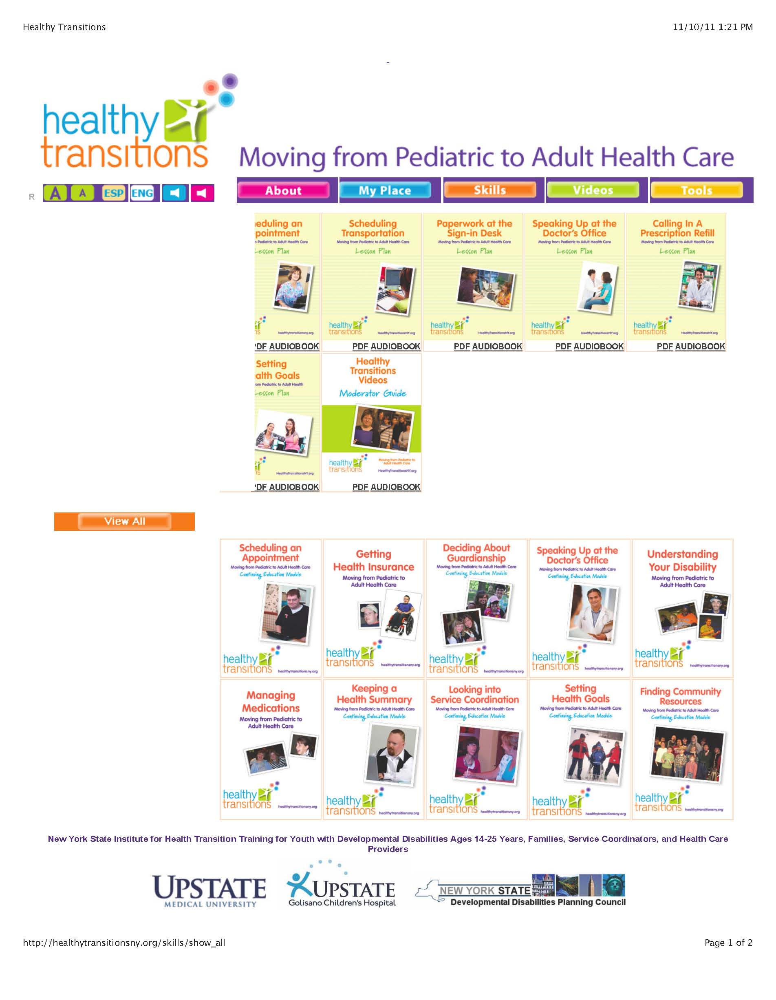 Healthy Transitions
11/10/11 1:21 PM
-
healthy
transitions
Moving from Pediatric to Adult Health Care
R A A ESP ENG
About My Place Skills Videos Tools
eduling an
pointment
n Pediatric to Adult Health Care
Lesson Plan
healthytransitionsny.org
PDF AUDIOBOOK
Scheduling
Transportation
Moving from Pediatric to Adult Health Care
Lesson Plan
healthy
transitions
HealthyTransitionsNY.org
PDF AUDIOBOOK
Paperwork at the
Sign-in Desk
Moving from Pediatric to Adult Health Care
Lesson Plan
healthy
transitions
HealthyTransitionsNY.org
PDF AUDIOBOOK
Speaking Up at the
Doctor's Office
Moving from Pediatric to Adult Health Care
Lesson Plan
healthy
transitions
HealthyTransitionsNY.org
PDF AUDIOBOOK
Calling In A
Prescription Refill
Moving from Pediatric to Adult Health Care
Lesson Plan
healthy
transitions
HealthyTransitionsNY.org
PDF AUDIOBOOK
Setting
alth Goals
rom Pediatric to Adult Health
Lesson Plan
HealthyTransitionsNY.org
PDF AUDIOBOOK
Healthy
Transitions
Videos
Moderator Guide
healthy
transitions
Moving from Pediatric to
Adult Health Care
HealthyTransitionsNY.org
PDF AUDIOBOOK
View All
Scheduling an
Appointment
Moving from Pediatric to Adult Health Care
Continuing Education Module
healthy
transitions
healthytransitionsny.org
Getting
Health Insurance
Moving from Pediatric to
Adult Health Care
healthy
transitions
healthytransitionsny.org
Deciding About
Guardianship
Moving from Pediatric to Adult Health Care
Continuing Education Module
healthy
transitions
healthytransitionsny.org
Speaking Up at the
Doctor's Office
Moving from Pediatric to Adult Health Care
Continuing Education Module
healthy
transitions
healthytransitionsny.org
Understanding
Your Disability
Moving from Pediatric to
Adult Health Care
healthy
transitions
healthytransitionsny.org
Managing
Medications
Moving from Pediatric to
Adult Health Care
healthy
transitions
healthytransitionsny.org
Keeping a
Health Summary
Moving from Pediatric to Adult Health Care
Continuing Education Module
healthy
transitions
healthytransitionsny.org
Looking into
Service Coordination
Moving from Pediatric to Adult Health Care
Continuing Education Module
healthy
transitions
healthytransitionsny.org
Setting
Health Goals
Moving from Pediatric to Adult Health Care
Continuing Education Module
healthy
transitions
healthytransitionsny.org
Finding Community
Resources
Moving from Pediatric to Adult Health Care
Continuing Education Module
healthy
transitions
healthytransitionsny.org
New York State Institute for Health Transition Training for Youth with Developmental Disabilities Ages 14-25 Years, Families, Service Coordinators, and Health Care
Providers
UPSTATE
MEDICAL UNIVERSITY
UPSTATE
Golisano Children's Hospital
NEW YORK STATE
Developmental Disabilities Planning Council
http://healthytransitionsny.org/skills/show_all
Page 1 of 2